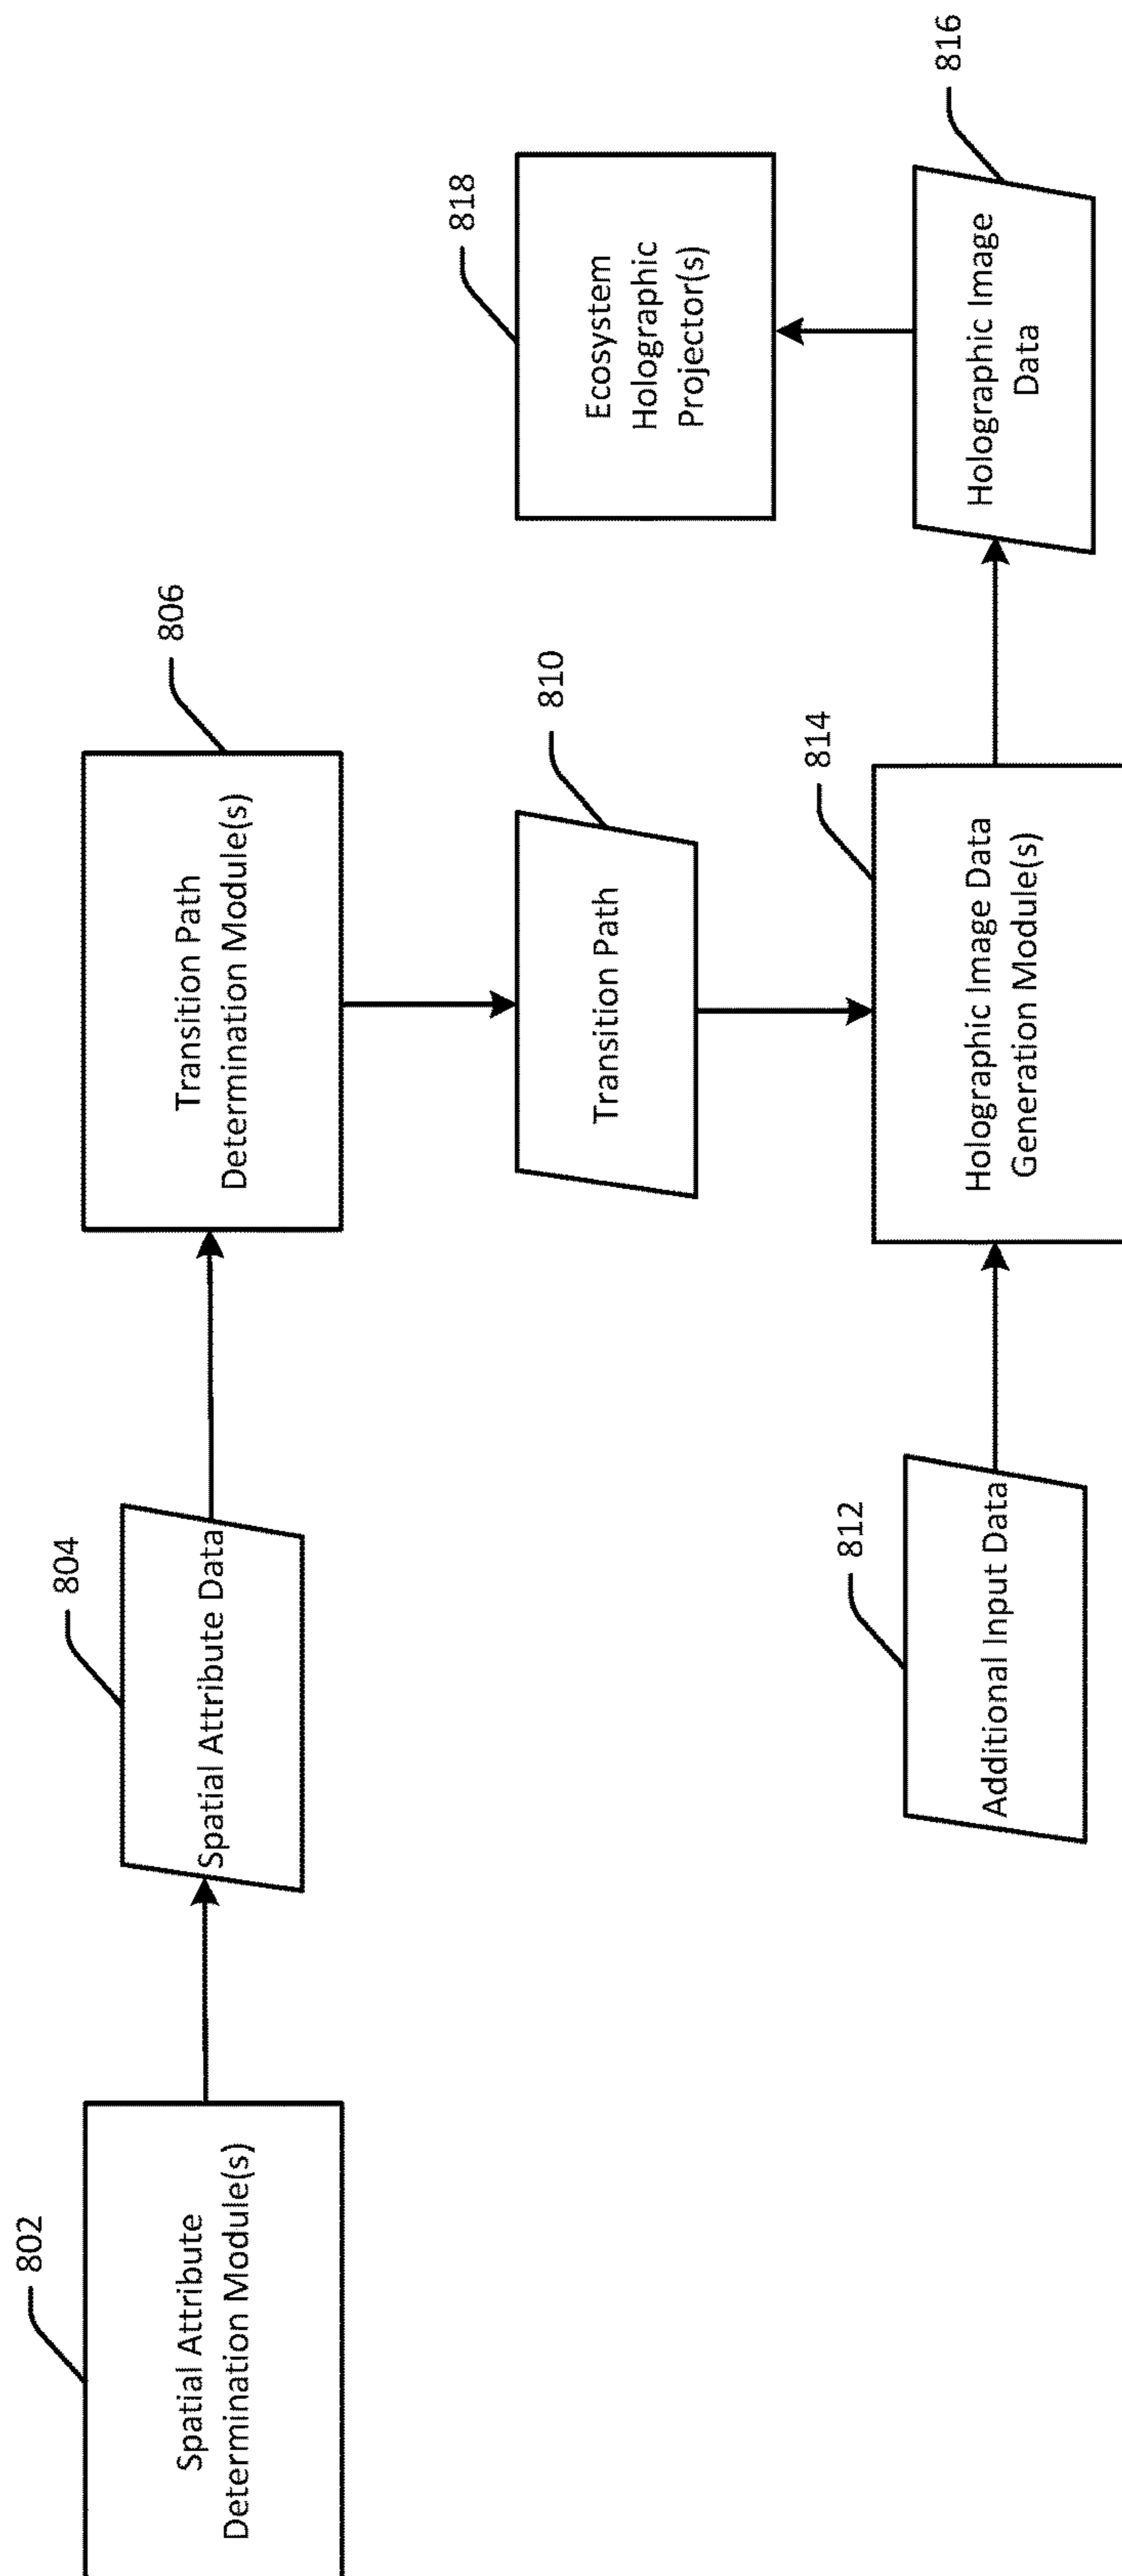 802
Spatial Attribute
Determination Module(s)
804
Spatial Attribute Data
806
Transition Path
Determination Module(s)
810
Transition Path
812
Additional Input Data
814
Holographic Image Data
Generation Module(s)
816
Holographic Image
Data
818
Ecosystem
Holographic
Projector(s)